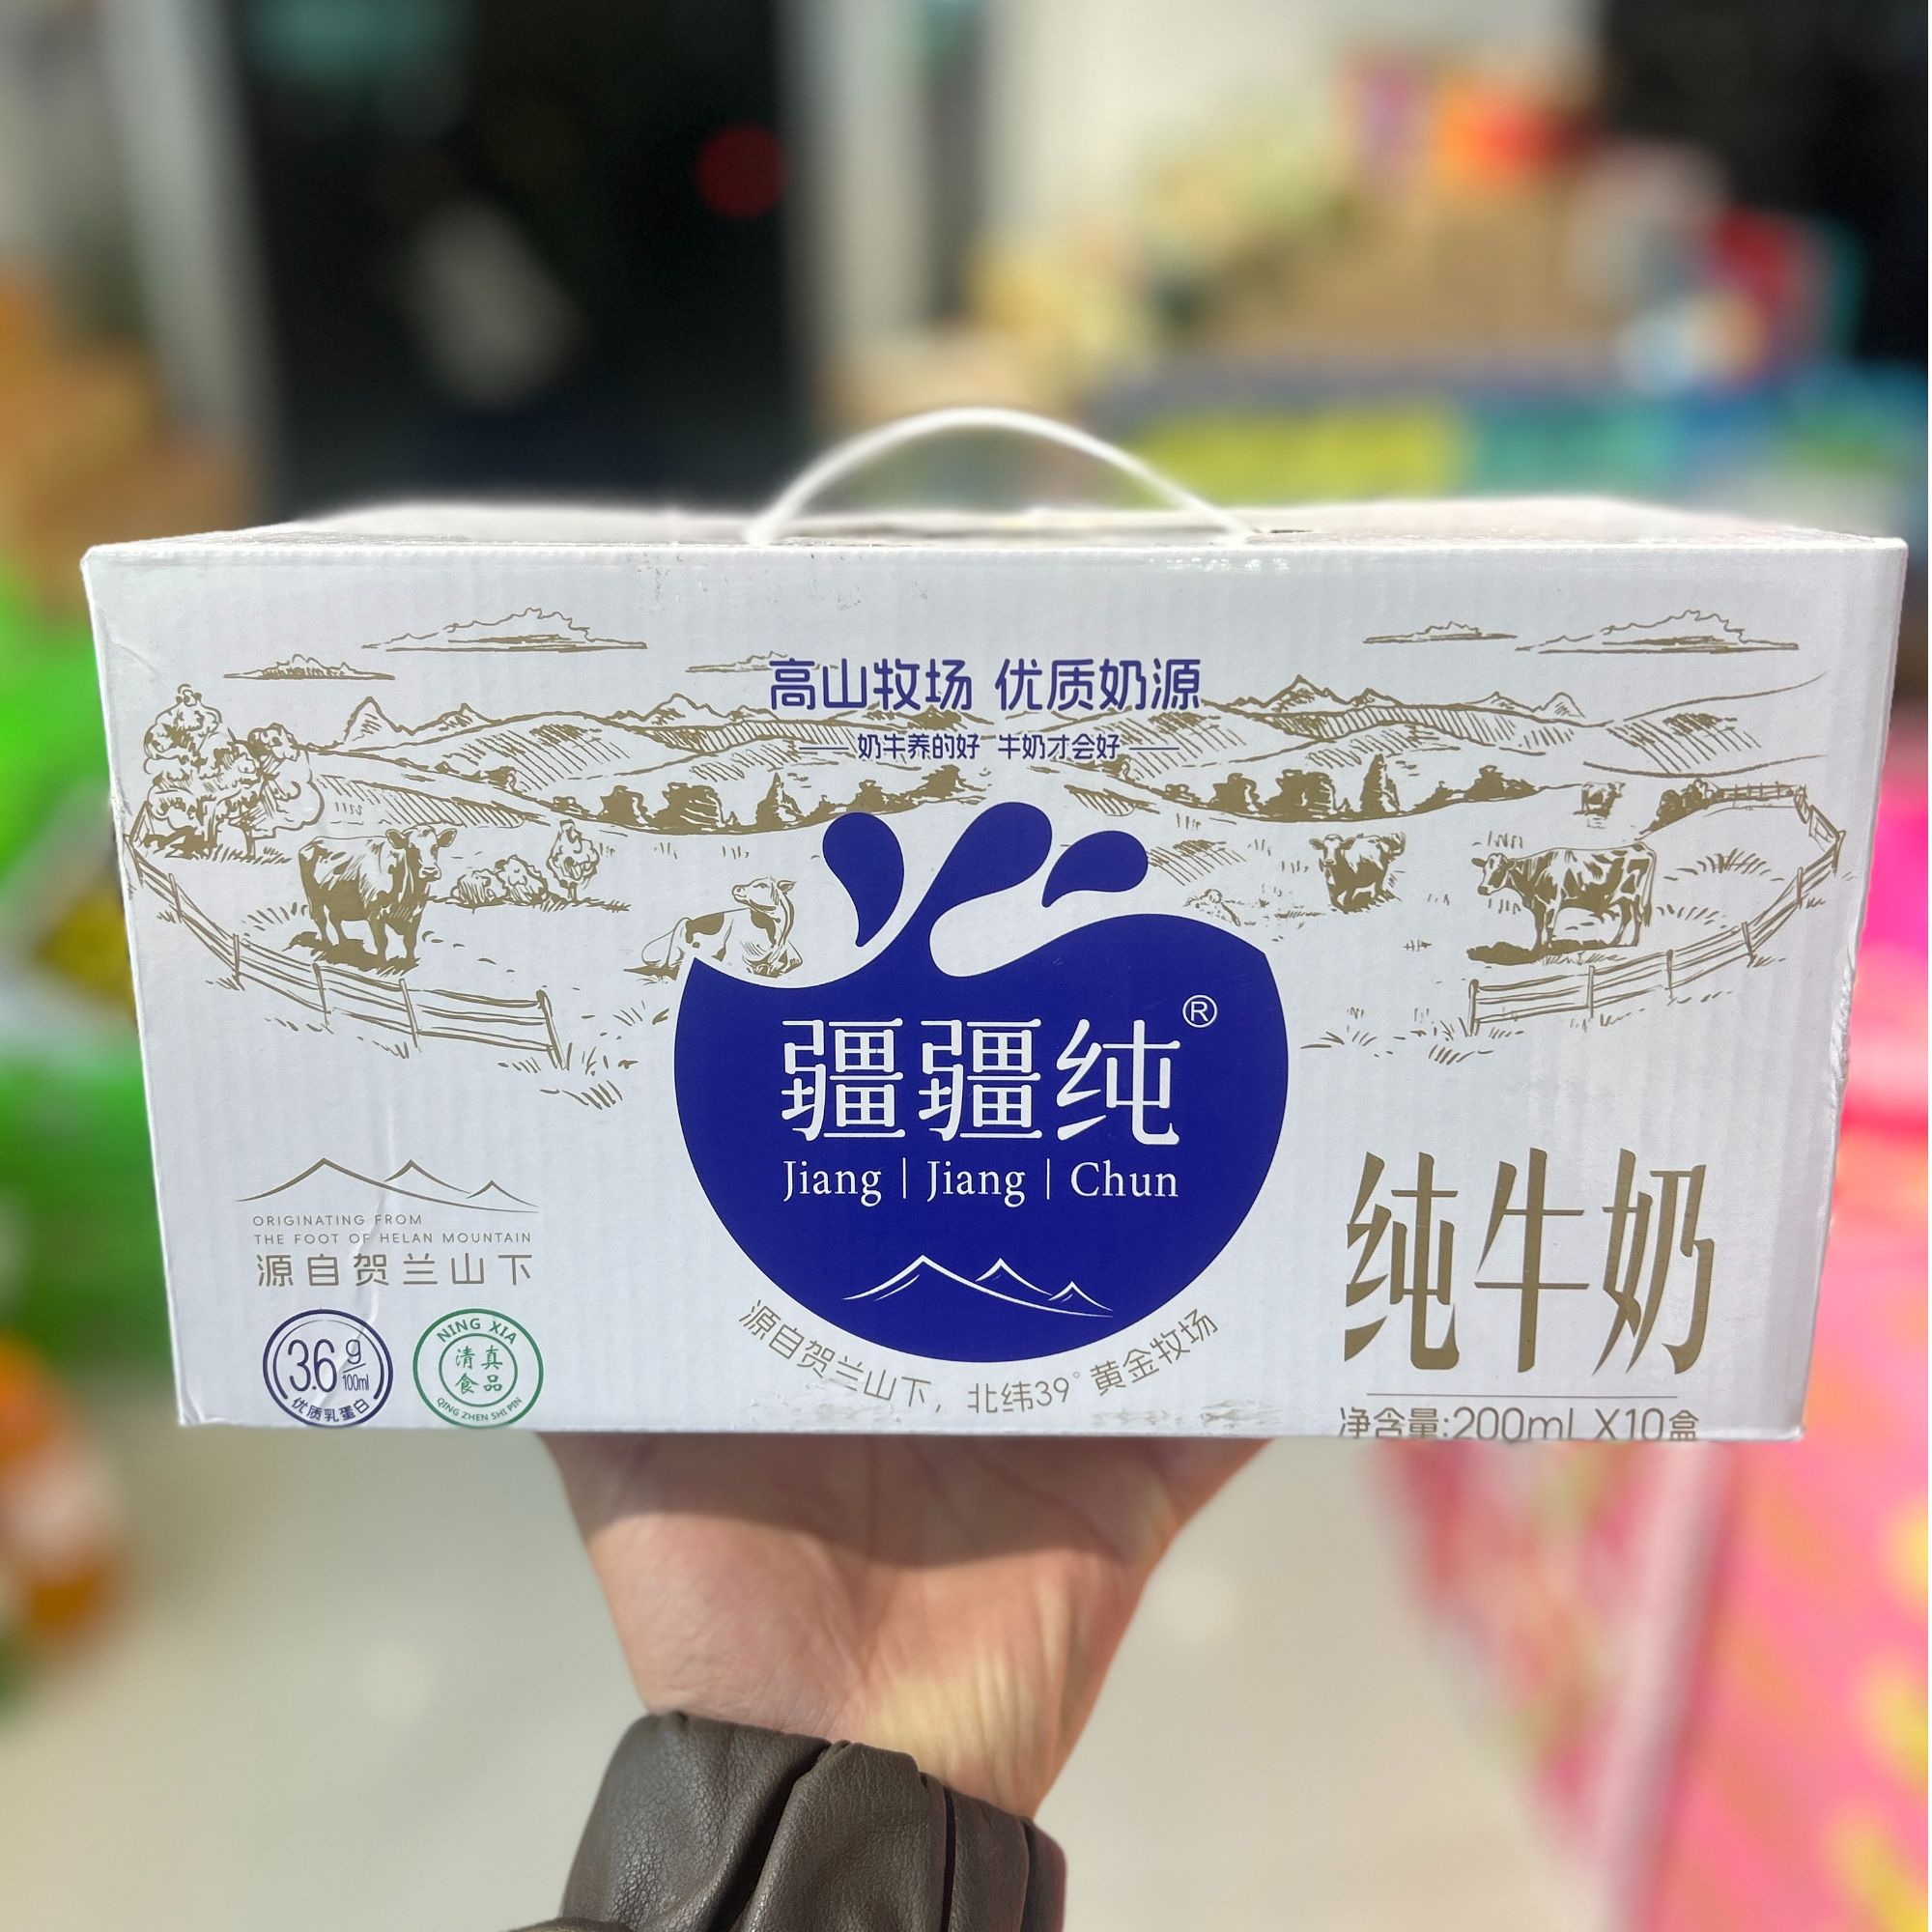 高山牧场 优质奶源
奶牛养的好 牛奶才会好
疆疆纯®
Jiang | Jiang | Chun
源自贺兰山下，北纬39°黄金牧场
ORIGINATING FROM
THE FOOT OF HELAN MOUNTAIN
源自贺兰山下
3.6g/100ml
优质乳蛋白
NING XIA
清真
食品
QING ZHEN SHI PIN
纯牛奶
净含量:200ml X10盒